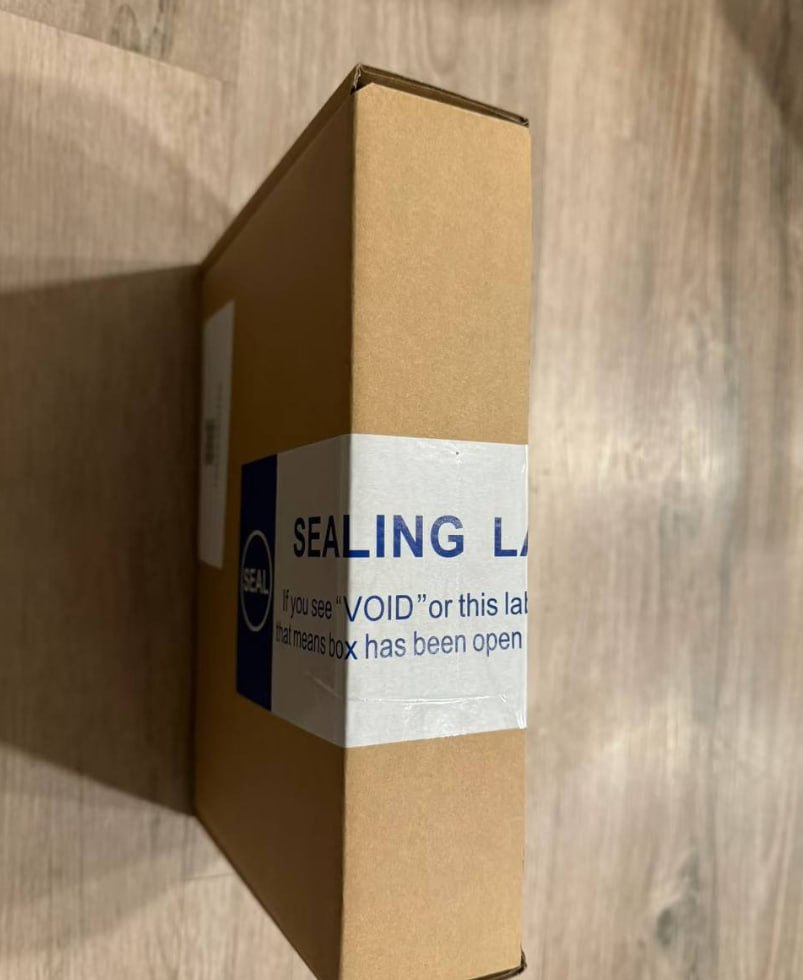 SEALING LA
SEAL
If you see “VOID” or this lab
that means box has been open